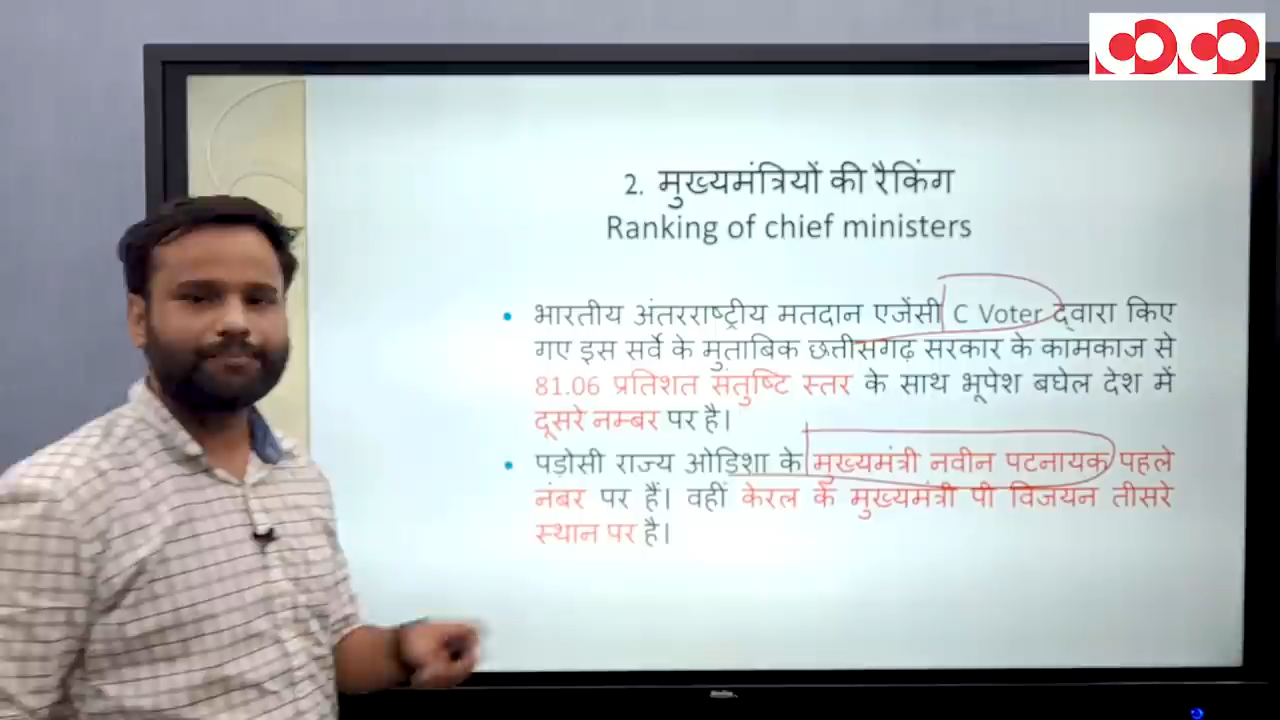 2. मुख्यमंत्रियों की रैकिंग
Ranking of chief ministers
• भारतीय अंतरराष्ट्रीय मतदान एजेंसी C Voter द्वारा किए
गए इस सर्वे के मुताबिक छत्तीसगढ़ सरकार के कामकाज से
81.06 प्रतिशत संतुष्टि स्तर के साथ भूपेश बघेल देश में
दूसरे नम्बर पर है।
• पड़ोसी राज्य ओडिशा के मुख्यमंत्री नवीन पटनायक पहले
नंबर पर हैं। वहीं केरल के मुख्यमंत्री पी विजयन तीसरे
स्थान पर है।